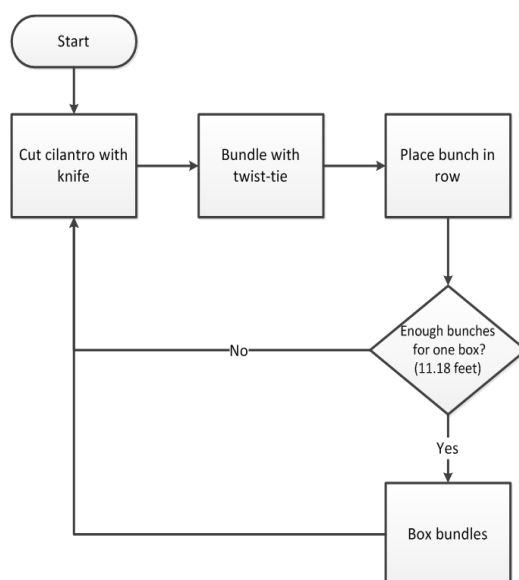 Start
Cut cilantro with
knife
Bundle with
twist-tie
Place bunch in
row
Enough bunches
for one box?
(11.18 feet)
No
Yes
Box bundles